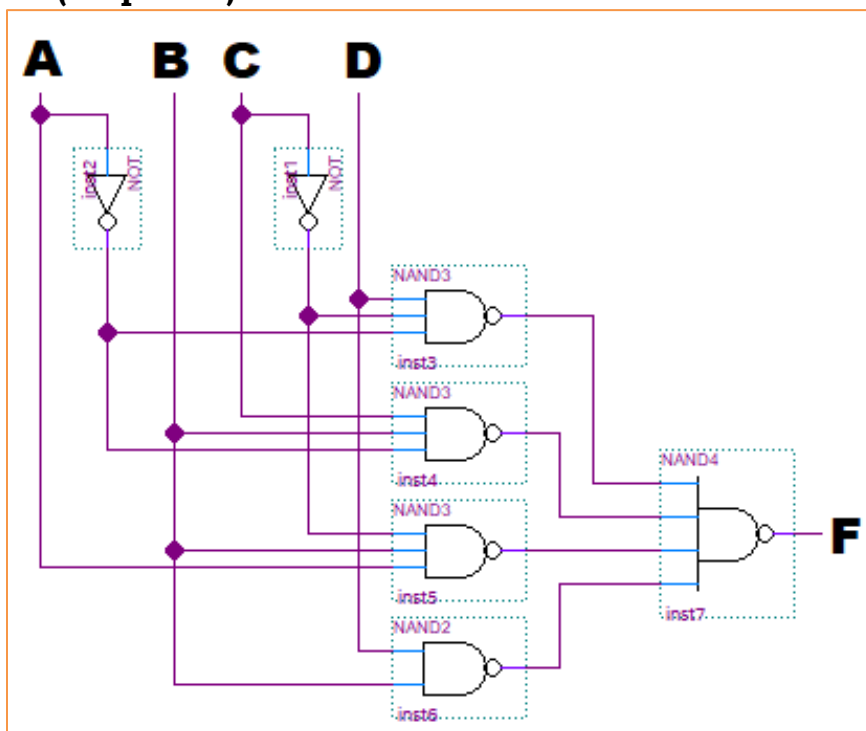 A B C D
inst2
NOT
inst1
NOT
NAND3
inst3
NAND3
inst4
NAND4
F
inst7
NAND3
inst5
NAND2
inst6